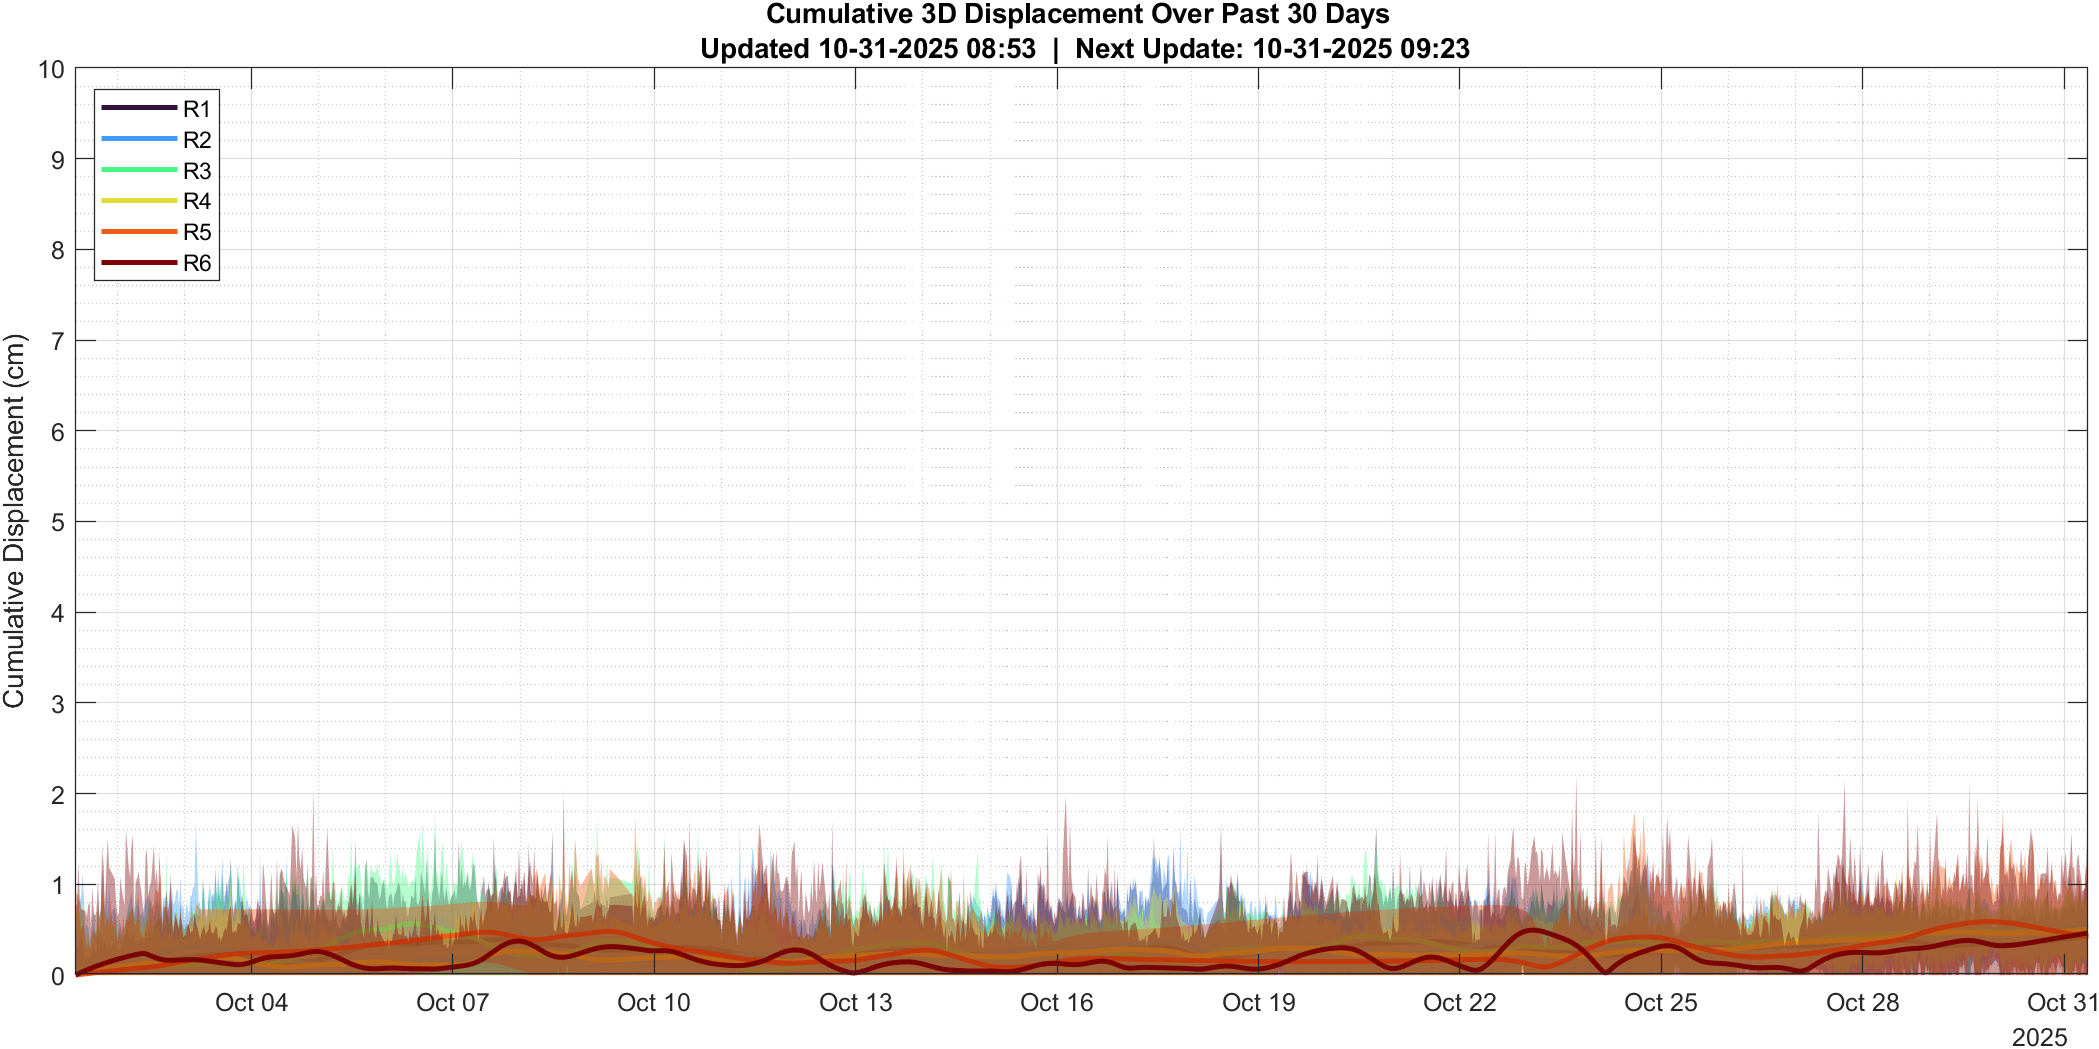 Cumulative 3D Displacement Over Past 30 Days
Updated 10-31-2025 08:53 | Next Update: 10-31-2025 09:23
Cumulative Displacement (cm)
10
9
8
7
6
5
4
3
2
1
0
R1
R2
R3
R4
R5
R6
Oct 04
Oct 07
Oct 10
Oct 13
Oct 16
Oct 19
Oct 22
Oct 25
Oct 28
Oct 31
2025